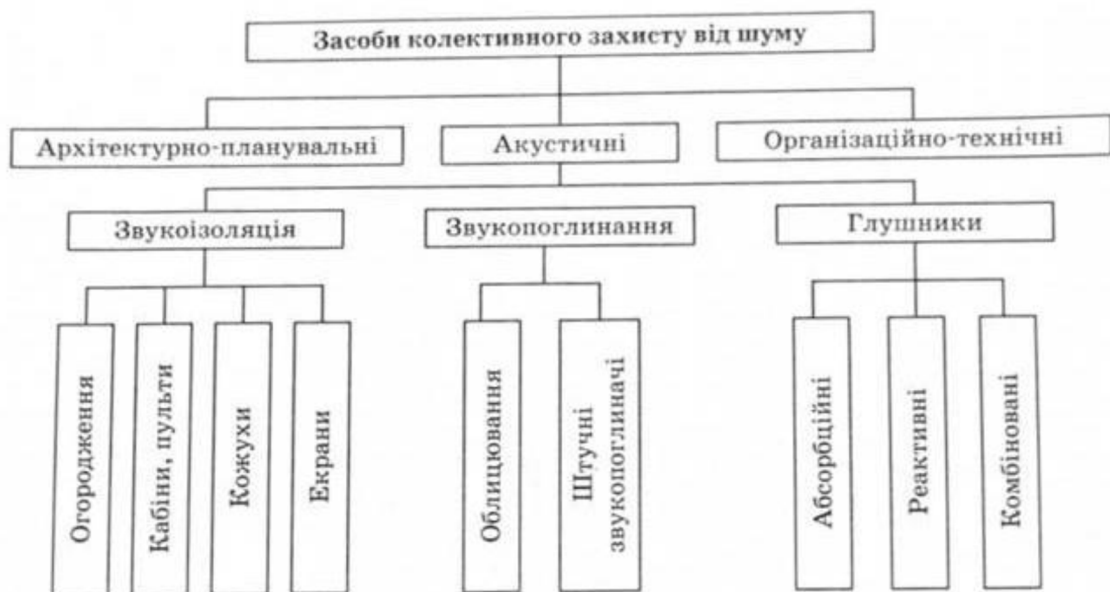 Засоби колективного захисту від шуму
Архітектурно-планувальні
Акустичні
Організаційно-технічні
Звукоізоляція
Звукопоглинання
Глушники
Огородження
Кабіни, пульти
Кожухи
Екрани
Облицювання
Штучні
звукопоглиначі
Абсорбційні
Реактивні
Комбіновані